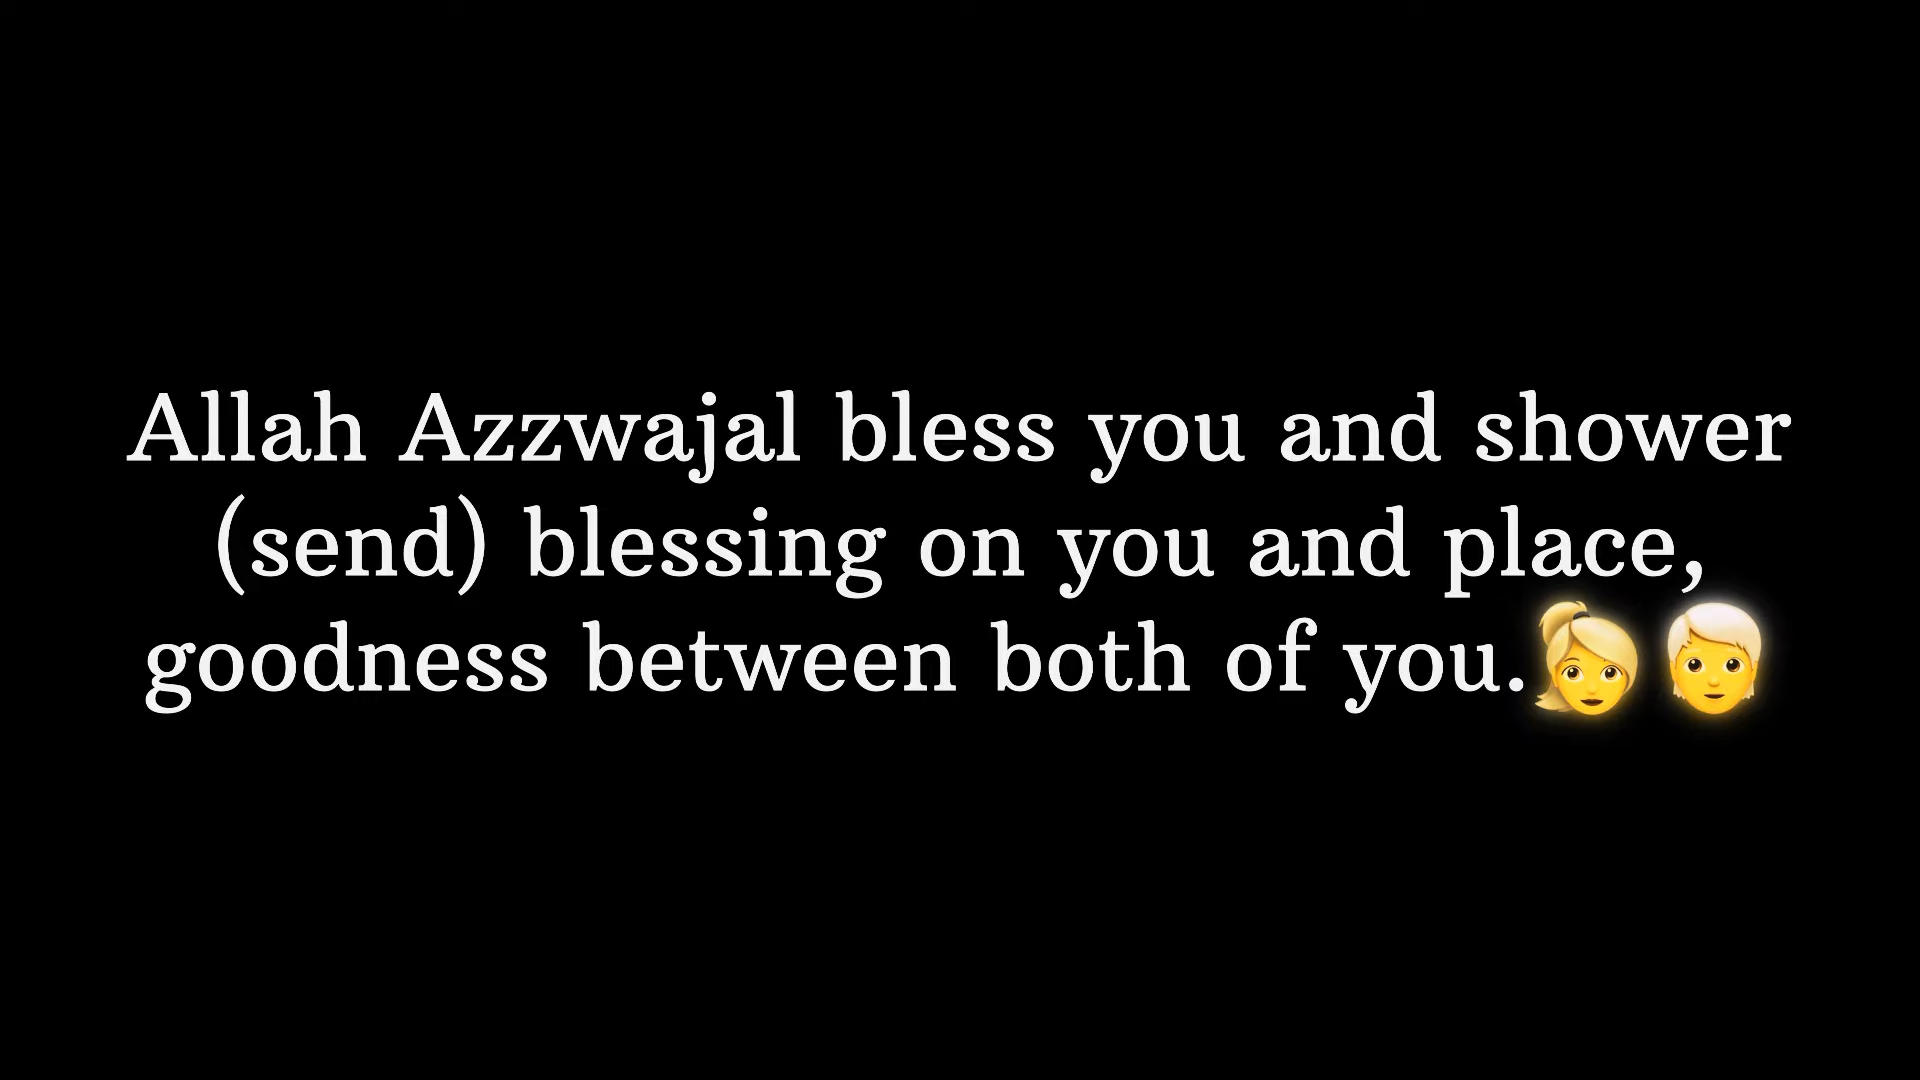 Allah Azzwajal bless you and shower
(send) blessing on you and place,
goodness between both of you.👱‍♀️👱